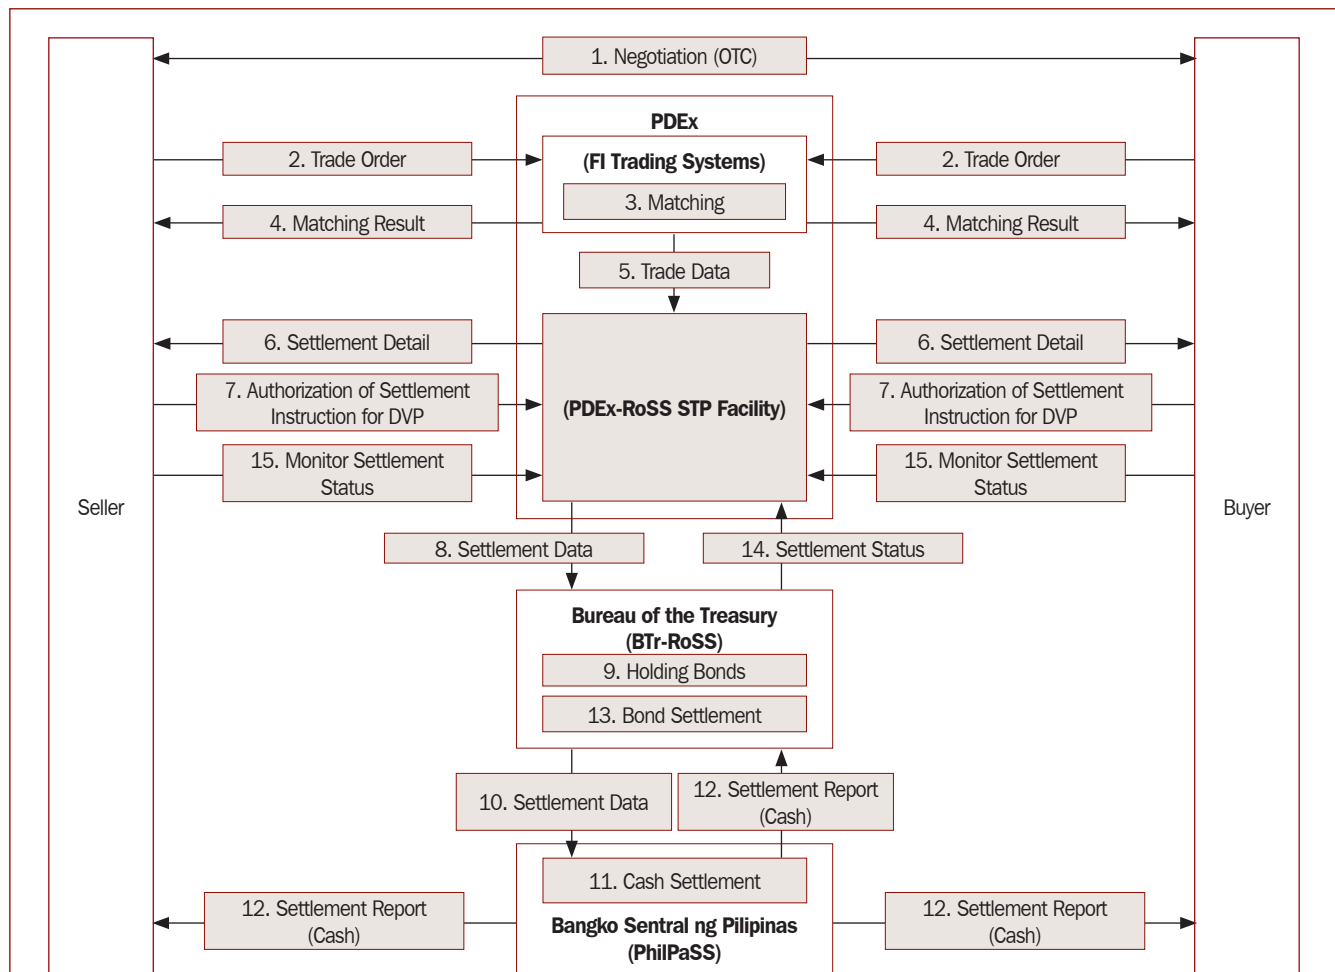 1. Negotiation (OTC)
PDEx
(FI Trading Systems)
2. Trade Order
2. Trade Order
3. Matching
4. Matching Result
4. Matching Result
5. Trade Data
6. Settlement Detail
6. Settlement Detail
7. Authorization of Settlement
Instruction for DVP
(PDEx-RoSS STP Facility)
7. Authorization of Settlement
Instruction for DVP
15. Monitor Settlement
Status
15. Monitor Settlement
Status
Seller
Buyer
8. Settlement Data
14. Settlement Status
Bureau of the Treasury
(BTr-RoSS)
9. Holding Bonds
13. Bond Settlement
10. Settlement Data
12. Settlement Report
(Cash)
11. Cash Settlement
12. Settlement Report
(Cash)
Bangko Sentral ng Pilipinas
(PhilPaSS)
12. Settlement Report
(Cash)